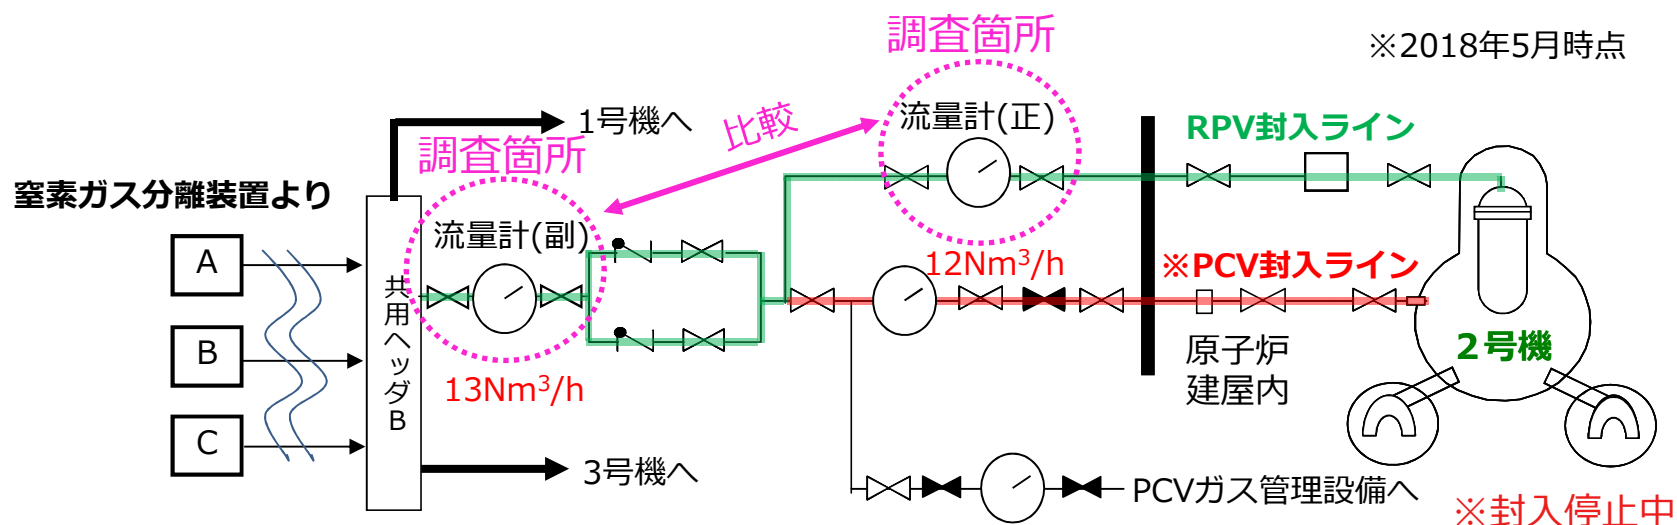 調査箇所
※2018年5月時点
1号機へ
比較
流量計(正)
RPV封入ライン
調査箇所
窒素ガス分離装置より
流量計(副)
A
12Nm³/h
※PCV封入ライン
共用ヘッダB
B
原子炉
建屋内
2号機
13Nm³/h
C
3号機へ
PCVガス管理設備へ
※封入停止中